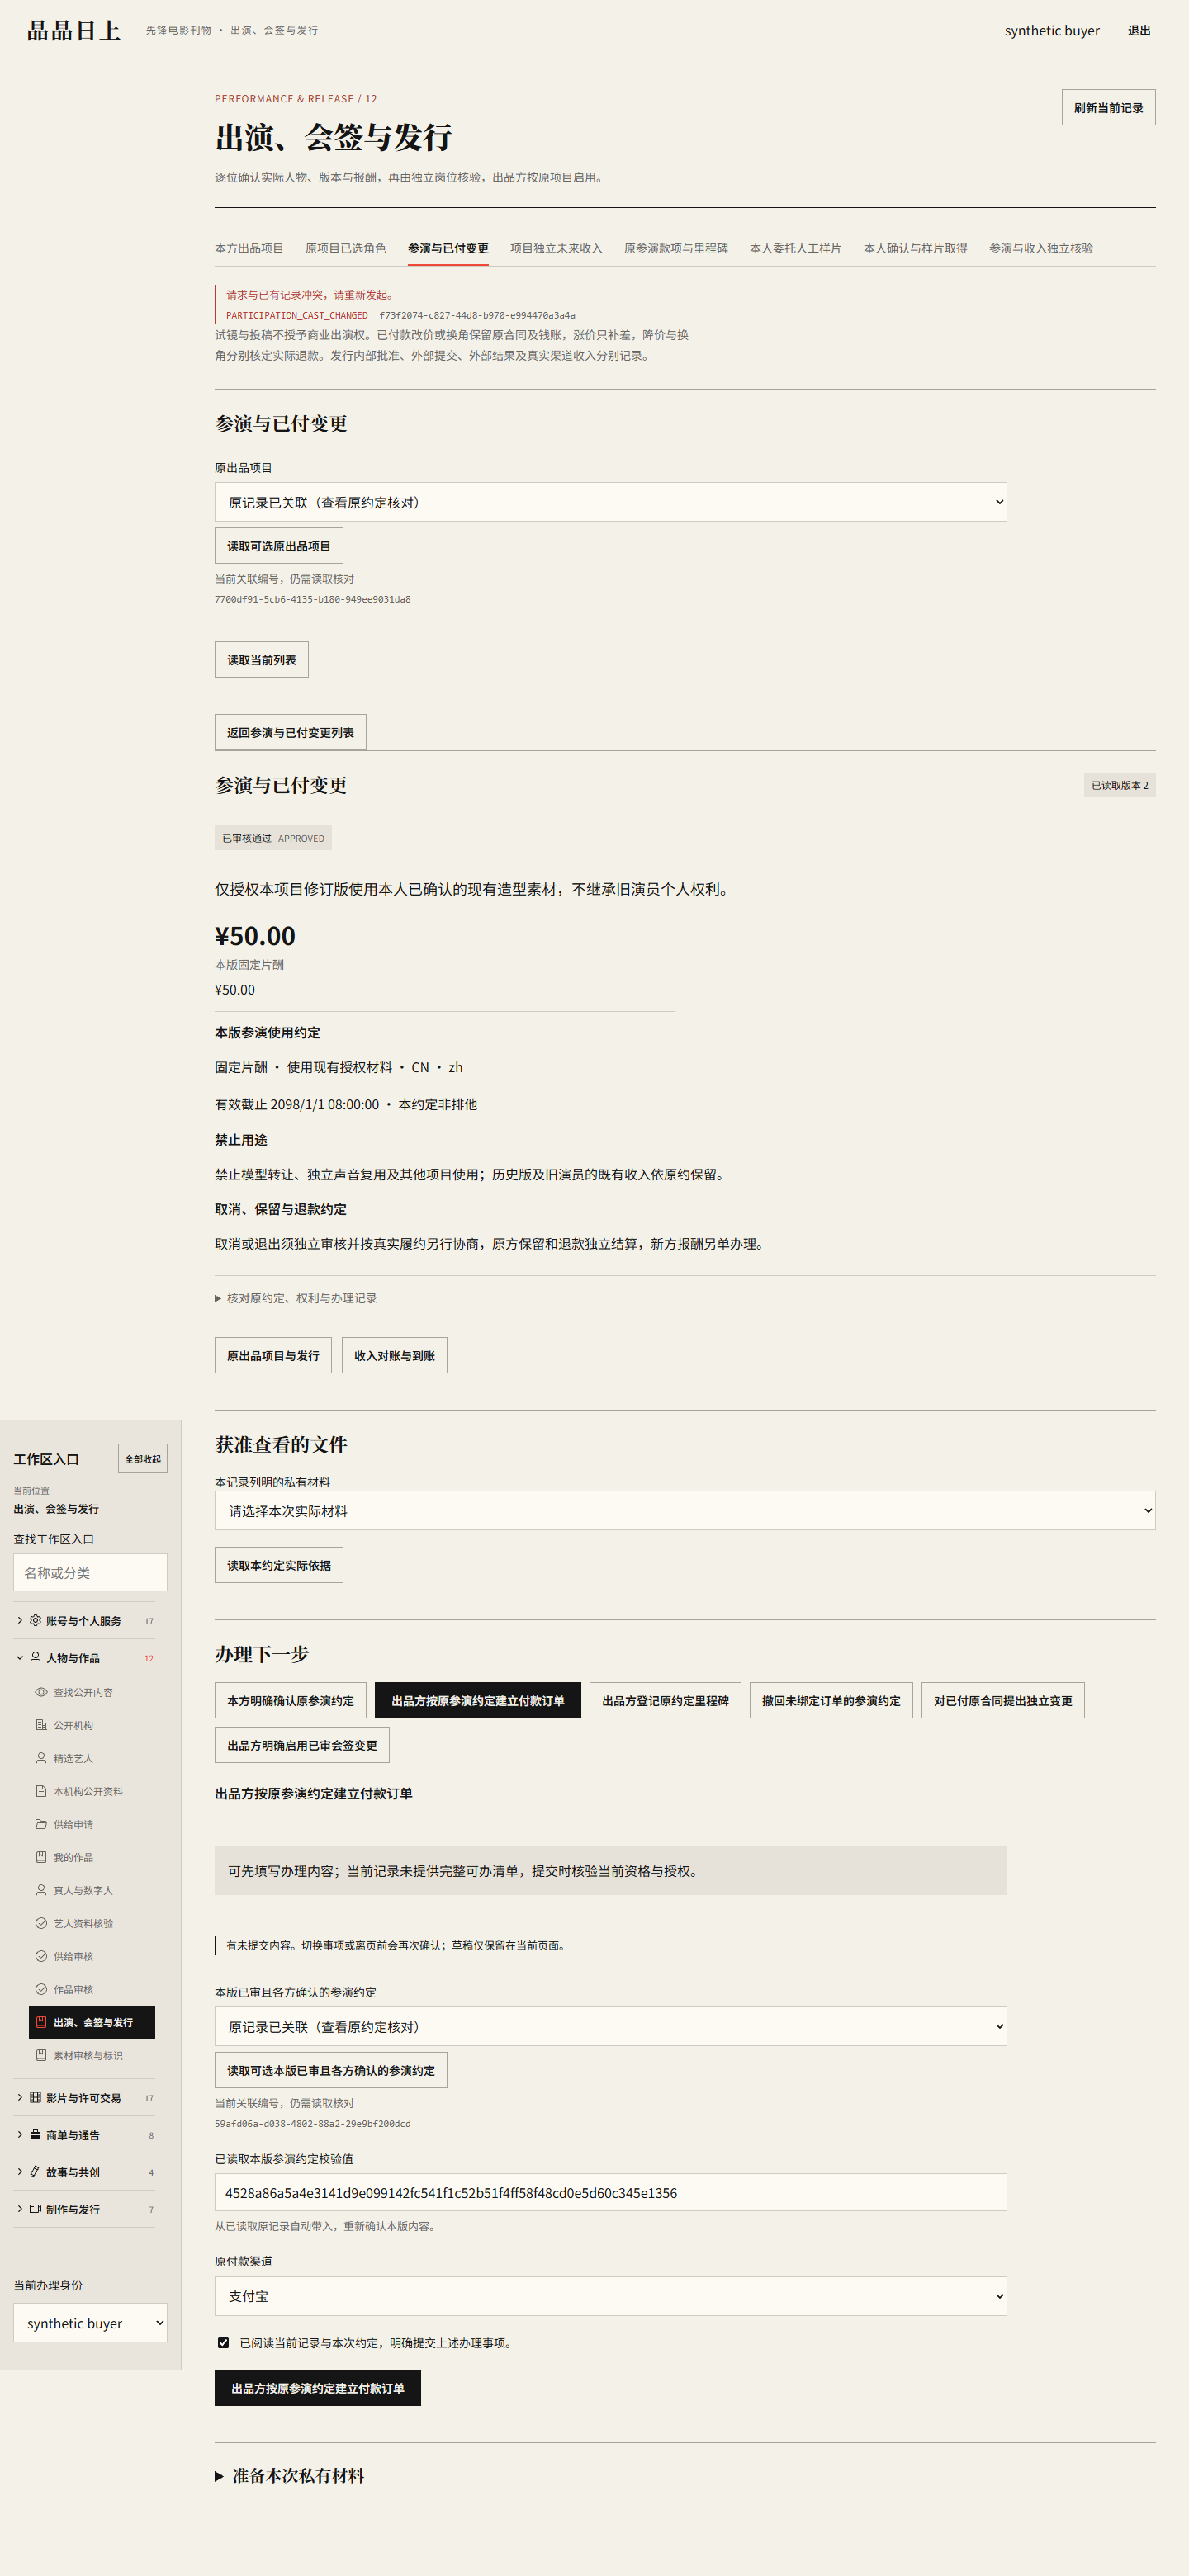 品品日上
先锋电影刊物 · 出演、会签与发行
synthetic buyer
退出
PERFORMANCE & RELEASE / 12
出演、会签与发行
逐位确认实际人物、版本与报酬，再由独立岗位核验，出品方按原项目启用。
刷新当前记录
本方出品项目 原项目已选角色 参演与已付变更 项目独立未来收入 原参演款项与里程碑 本人委托人工样片 本人确认与样片取得 参演与收入独立核验
请求与已有记录冲突，请重新发起。
PARTICIPATION_CAST_CHANGED f73f2074-c827-44d8-b970-e994470a3a4a
试镜与投稿不授予商业出演权。已付款改价或换角保留原合同及钱账，涨价只补差，降价与换
角分别核定实际退款。发行内部批准、外部提交、外部结果及真实渠道收入分别记录。
参演与已付变更
原出品项目
原记录已关联（查看原约定核对）
读取可选原出品项目
当前关联编号，仍需读取核对
7700df91-5cb6-4135-b180-949ee9031da8
读取当前列表
返回参演与已付变更列表
参演与已付变更
已读取版本 2
已审核通过 APPROVED
仅授权本项目修订版使用本人已确认的现有造型素材，不继承旧演员个人权利。
¥50.00
本版固定片酬
¥50.00
本版参演使用约定
固定片酬 · 使用现有授权材料 · CN · zh
有效截止 2098/1/1 08:00:00 · 本约定非排他
禁止用途
禁止模型转让、独立声音复用及其他项目使用；历史版及旧演员的既有收入依原约保留。
取消、保留与退款约定
取消或退出须独立审核并按真实履约另行协商，原方保留和退款独立结算，新方报酬另单办理。
核对原约定、权利与办理记录
原出品项目与发行
收入对账与到账
获准查看的文件
本记录列明的私有材料
请选择本次实际材料
读取本约定实际依据
办理下一步
本方明确确认原参演约定
出品方按原参演约定建立付款订单
出品方登记原约定里程碑
撤回未绑定订单的参演约定
对已付原合同提出独立变更
出品方明确启用已审会签变更
出品方按原参演约定建立付款订单
可先填写办理内容；当前记录未提供完整可办清单，提交时核验当前资格与授权。
有未提交内容。切换事项或离页前会再次确认；草稿仅保留在当前页面。
本版已审且各方确认的参演约定
原记录已关联（查看原约定核对）
读取可选本版已审且各方确认的参演约定
当前关联编号，仍需读取核对
59afd06a-d038-4802-88a2-29e9bf200dcd
已读取本版参演约定校验值
4528a86a5a4e3141d9e099142fc541f1c52b51f4ff58f48cd0e5d60c345e1356
从已读取原记录自动带入，重新确认本版内容。
原付款渠道
支付宝
已阅读当前记录与本次约定，明确提交上述办理事项。
出品方按原参演约定建立付款订单
准备本次私有材料
工作区入口
全部收起
当前位置
出演、会签与发行
查找工作区入口
名称或分类
账号与个人服务 17
人物与作品 12
查找公开内容
公开机构
精选艺人
本机构公开资料
供给申请
我的作品
真人与数字人
艺人资料核验
供给审核
作品审核
出演、会签与发行
素材审核与标识
影片与许可交易 17
商单与通告 8
故事与共创 4
制作与发行 7
当前办理身份
synthetic buyer